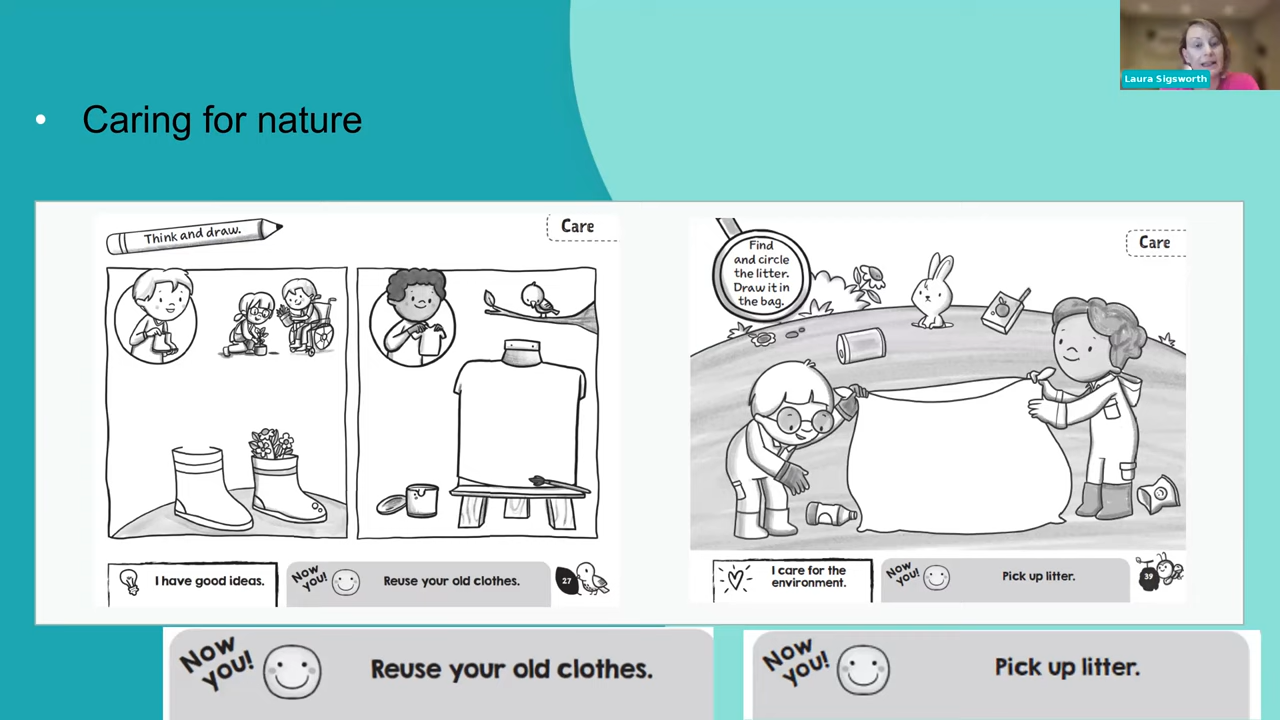 Laura Sigsworth
• Caring for nature
Think and draw.
Care
I have good ideas.
Now
you!
Reuse your old clothes.
27
Find
and circle
the litter.
Draw it in
the bag.
Care
I care for the
environment.
Now
you!
Pick up litter.
39
Now
you!
Reuse your old clothes.
Now
you!
Pick up litter.